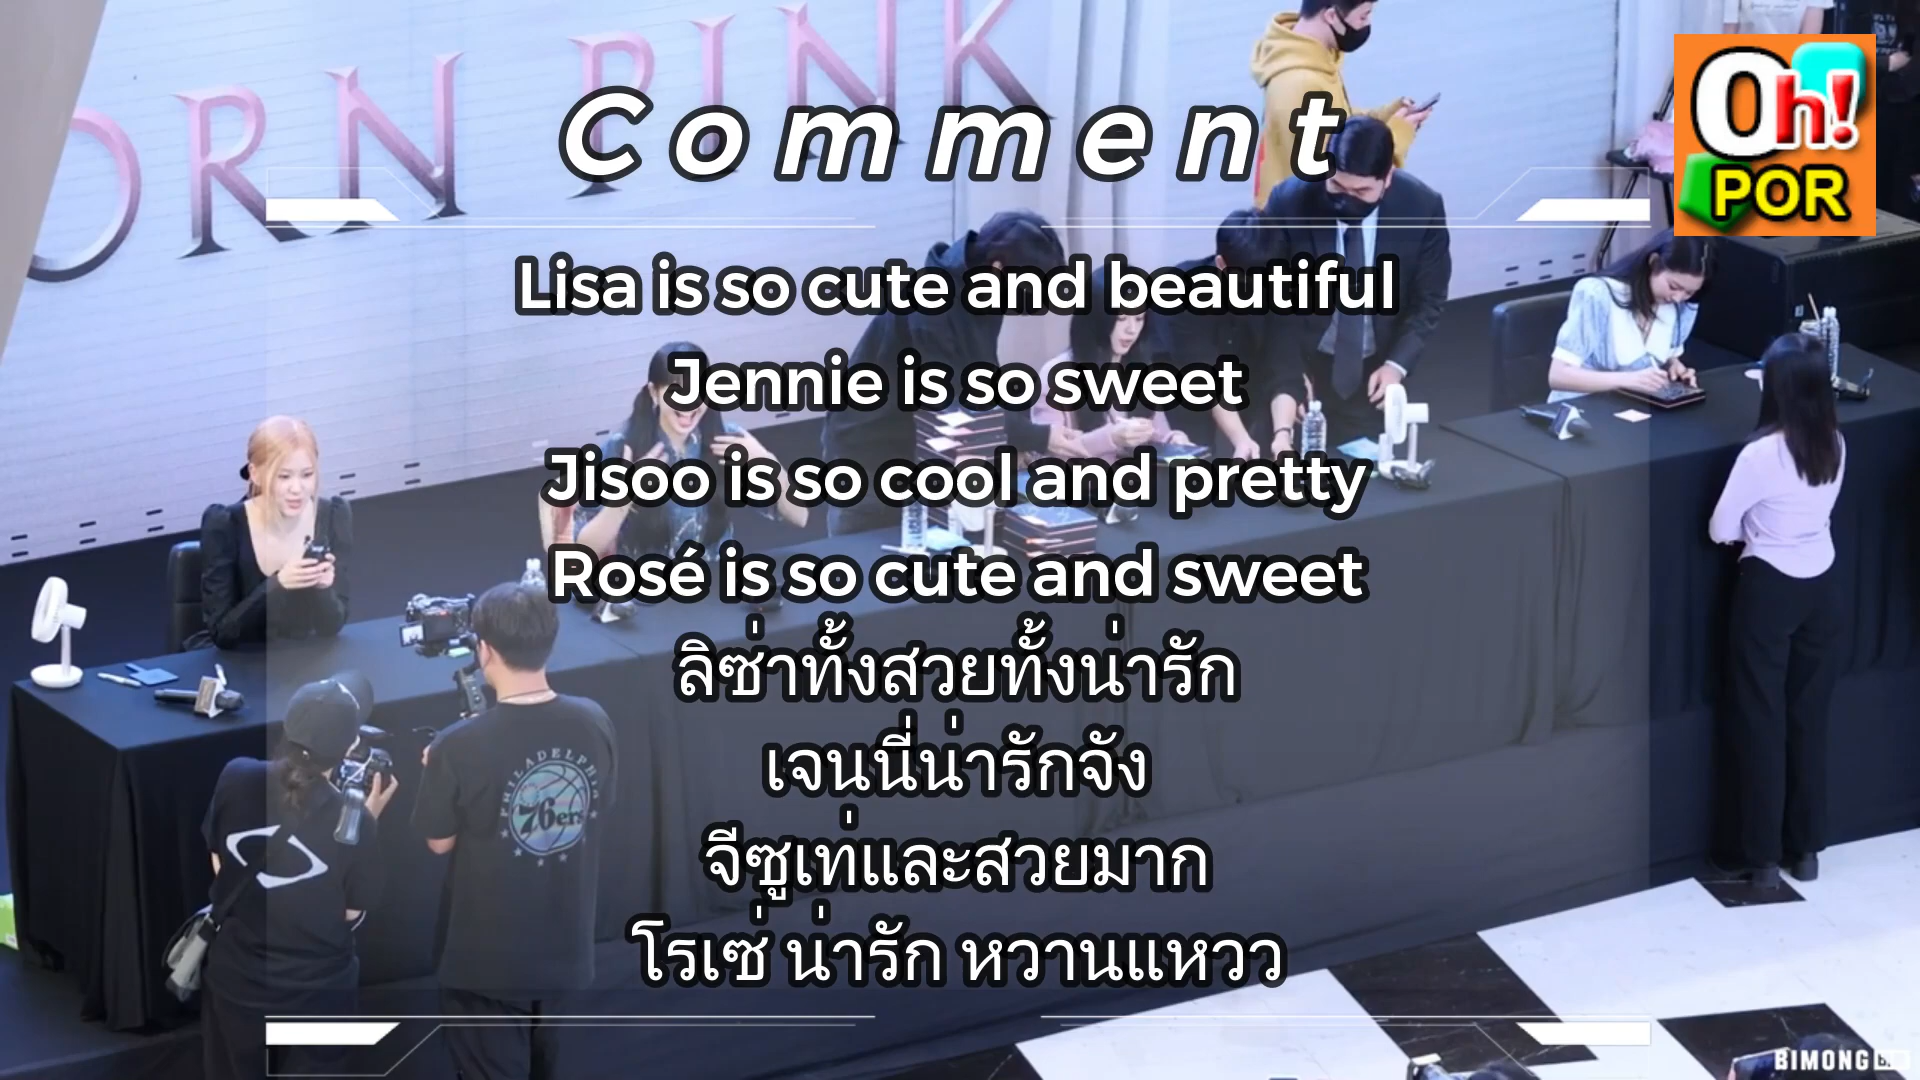 ORN PINK
Comment
Oh!
POR
Lisa is so cute and beautiful
Jennie is so sweet
Jisoo is so cool and pretty
Rosé is so cute and sweet
ลิซ่าทั้งสวยทั้งน่ารัก
เจนนี่น่ารักจัง
จีซูเท่และสวยมาก
โรเซ่ น่ารัก หวานแหวว
PHILADELPHIA
76ers
BIMONG